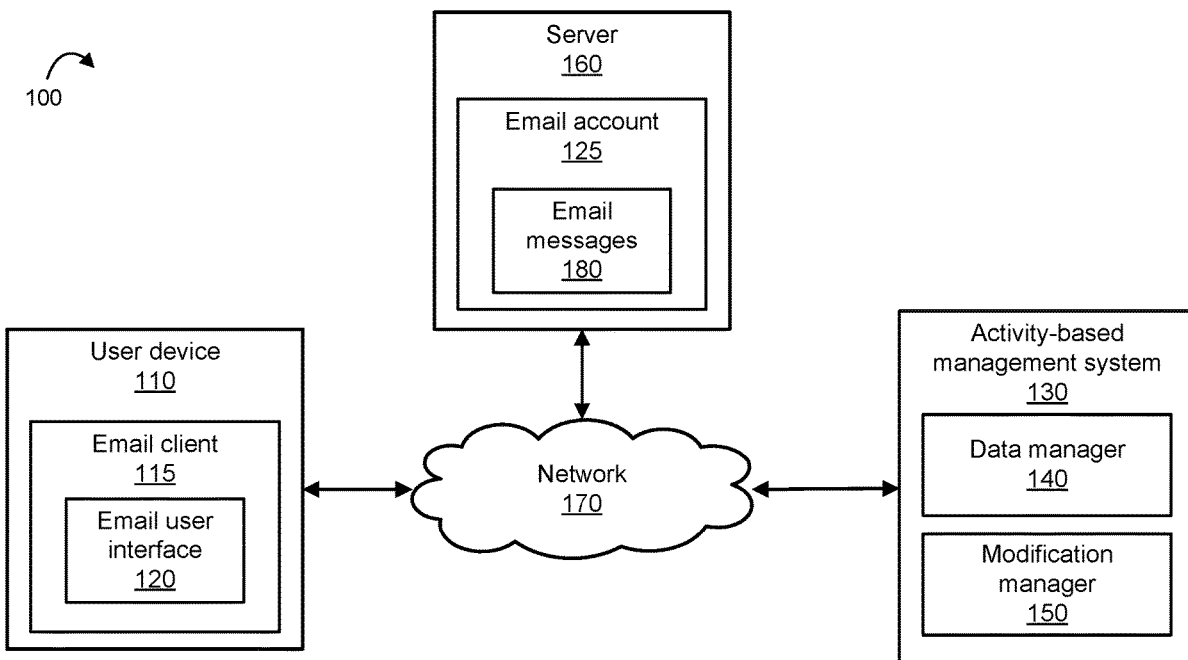 100
Server
160
Email account
125
Email
messages
180
User device
110
Email client
115
Email user
interface
120
Network
170
Activity-based
management system
130
Data manager
140
Modification
manager
150